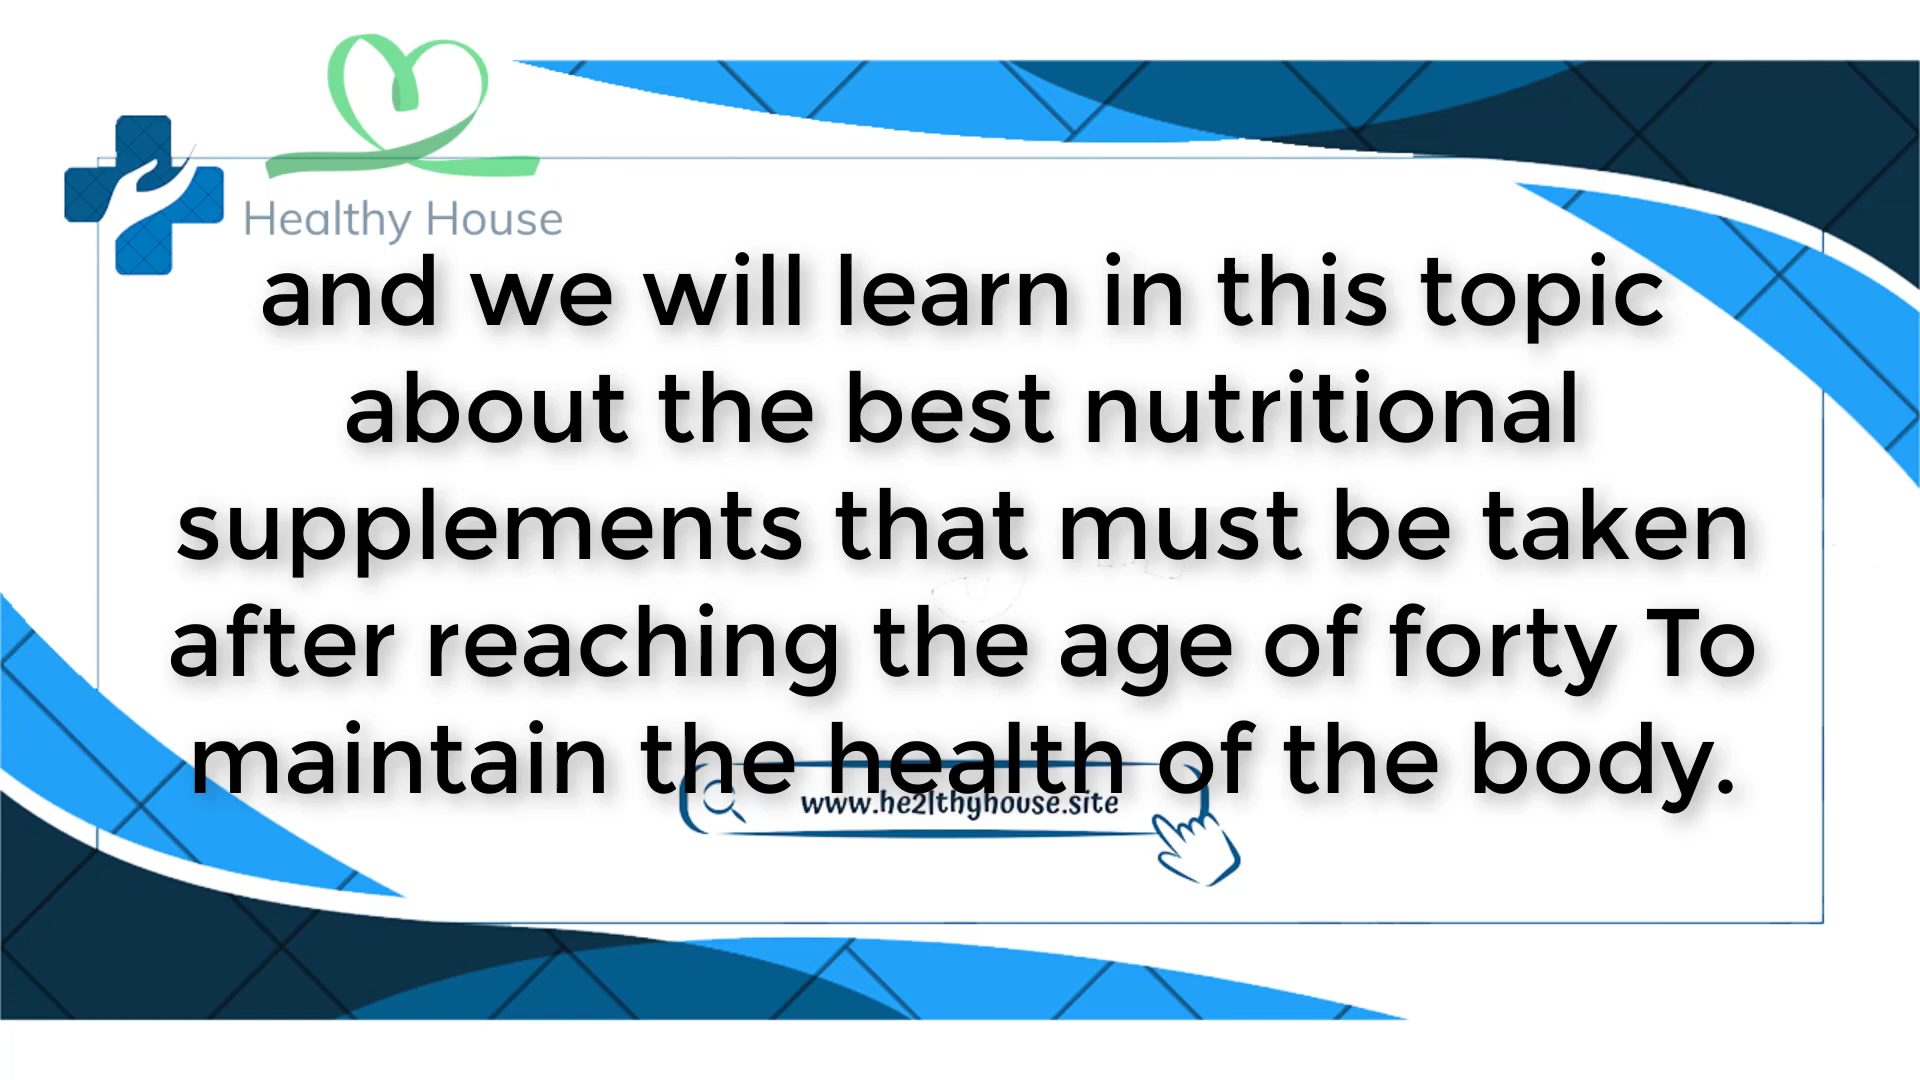 Healthy House
and we will learn in this topic
about the best nutritional
supplements that must be taken
after reaching the age of forty To
maintain the health of the body.
www.he2lthyhouse.site